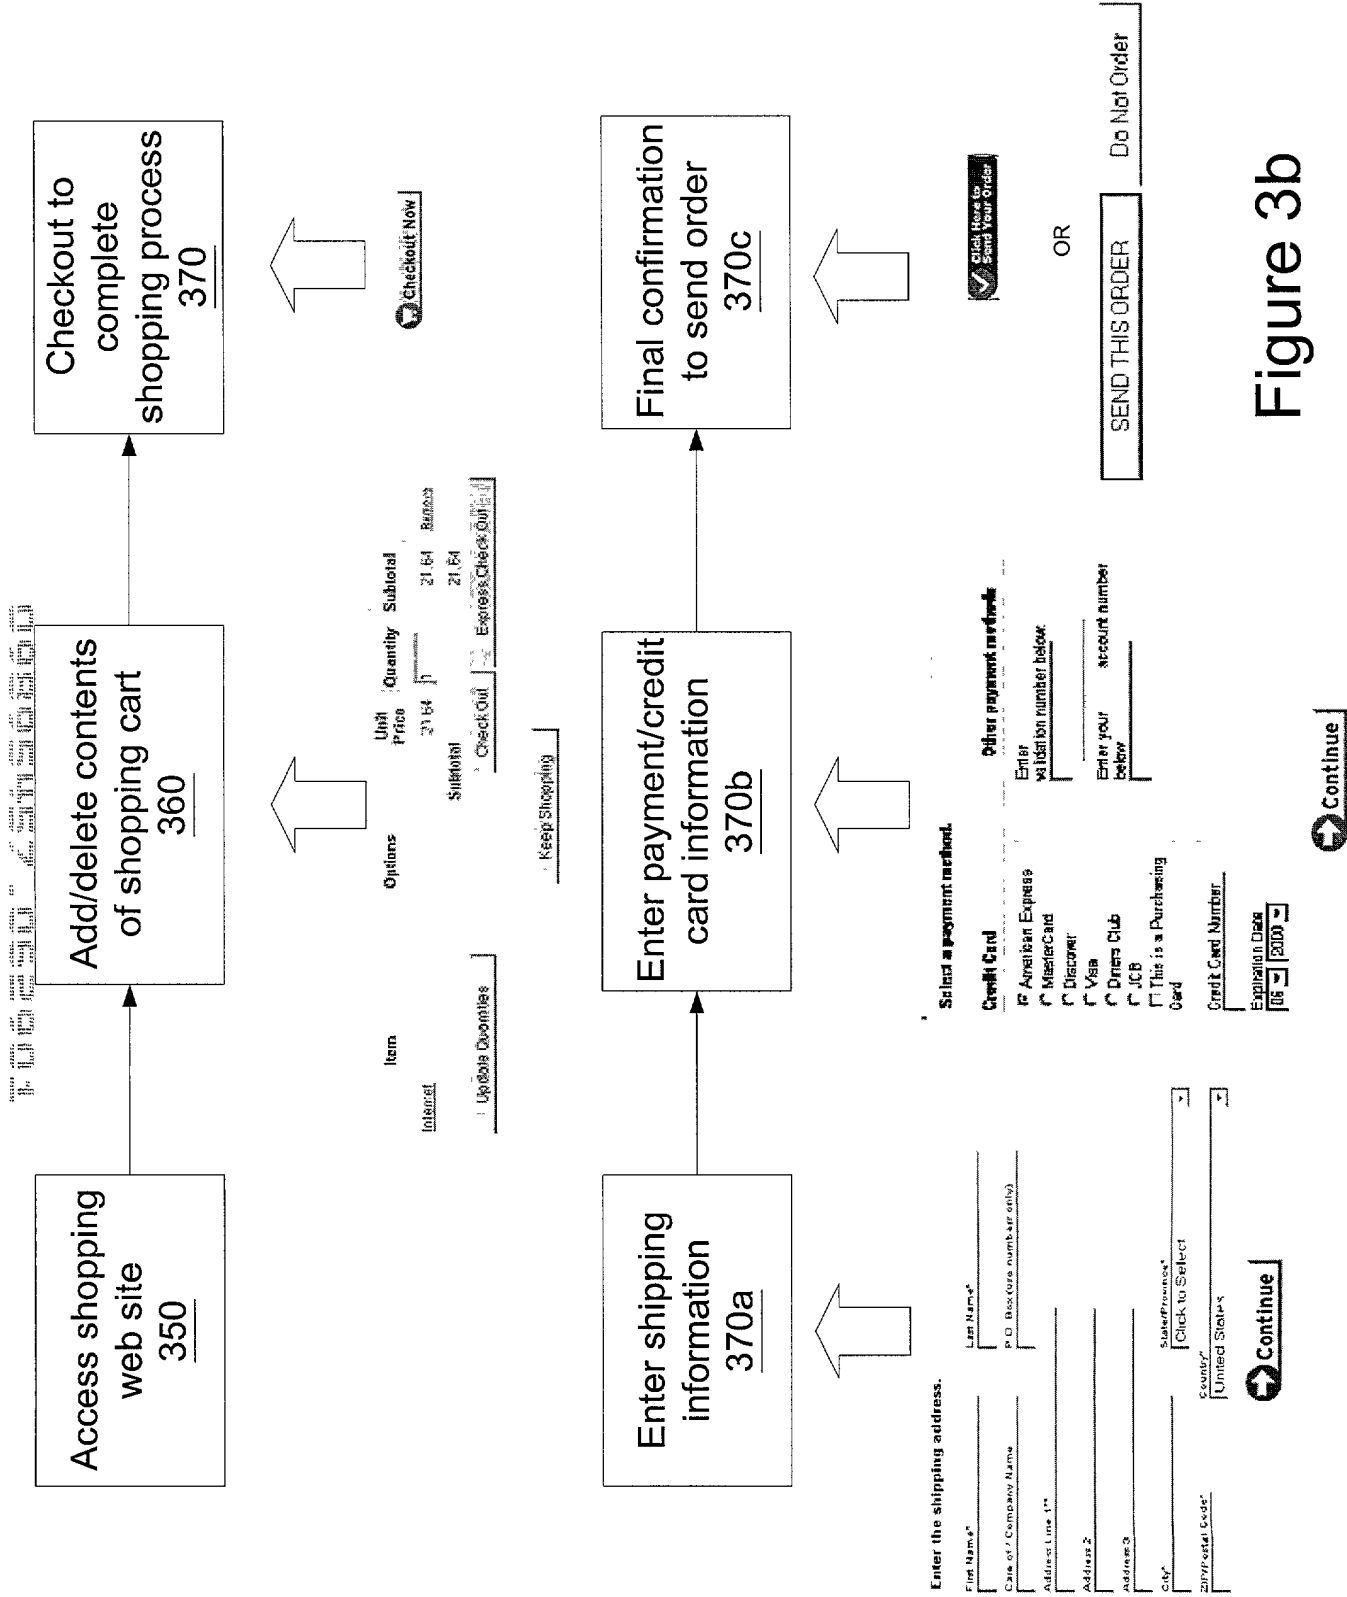 Access shopping
web site
350
Add/delete contents
of shopping cart
360
Checkout to
complete
shopping process
370
Item
Options
Unit
Price
Quantity
Subtotal
Internet
21.64
1
21.64
Remove
Subtotal
21.64
Update Quantities
Check Out
Express Check Out
Keep Shopping
Checkout Now
Enter shipping
information
370a
Enter payment/credit
card information
370b
Final confirmation
to send order
370c
Enter the shipping address.
First Name*
Last Name*
Care of / Company Name
P O Box (use numbers only)
Address Line 1**
Address 2
Address 3
City*
State/Province*
Click to Select
ZIP/Postal Code*
Country*
United States
Continue
Select a payment method.
Credit Card
Other payment methods
American Express
MasterCard
Discover
Visa
Diners Club
JCB
This is a Purchasing
Card
Credit Card Number
Expiration Date
06
2000
Enter
validation number below.
Enter your account number
below
Continue
Click Here to
Send Your Order
OR
SEND THIS ORDER
Do Not Order
Figure 3b